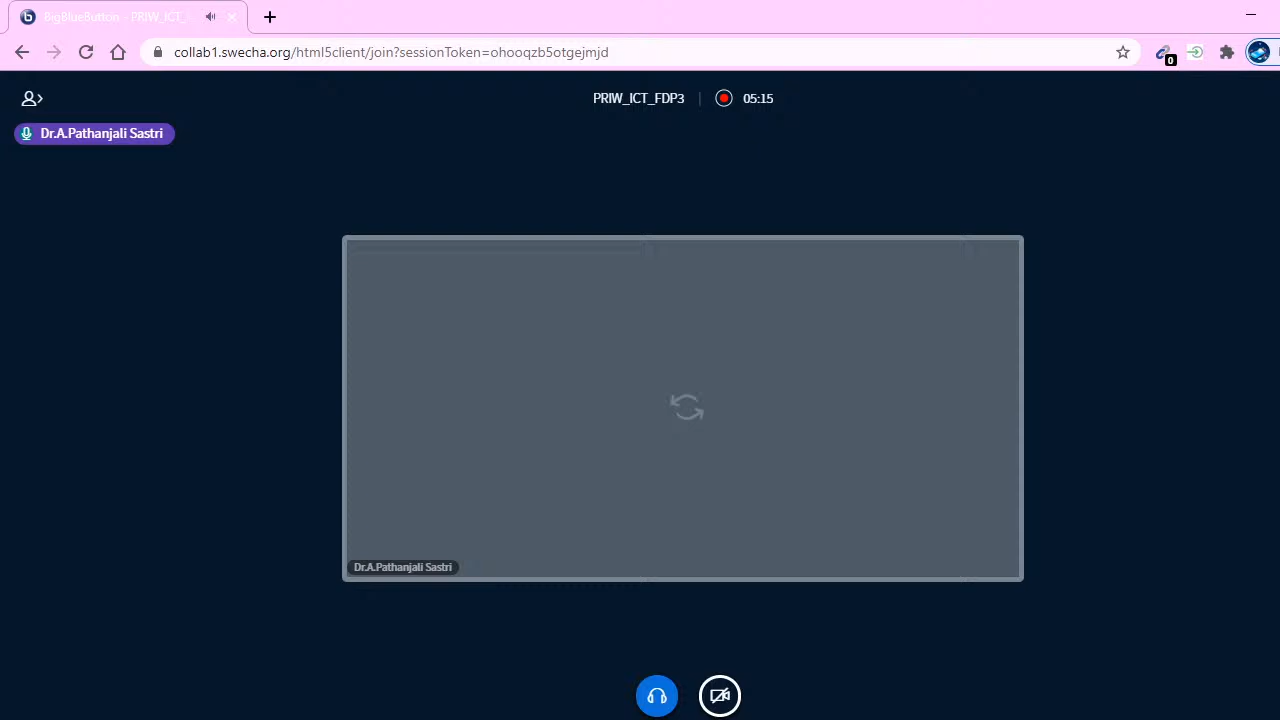 BigBlueButton - PRIW_ICT_
collab1.swecha.org/html5client/join?sessionToken=ohooqzb5otgejmjd
0
PRIW_ICT_FDP3 | 05:15
Dr.A.Pathanjali Sastri
Dr.A.Pathanjali Sastri